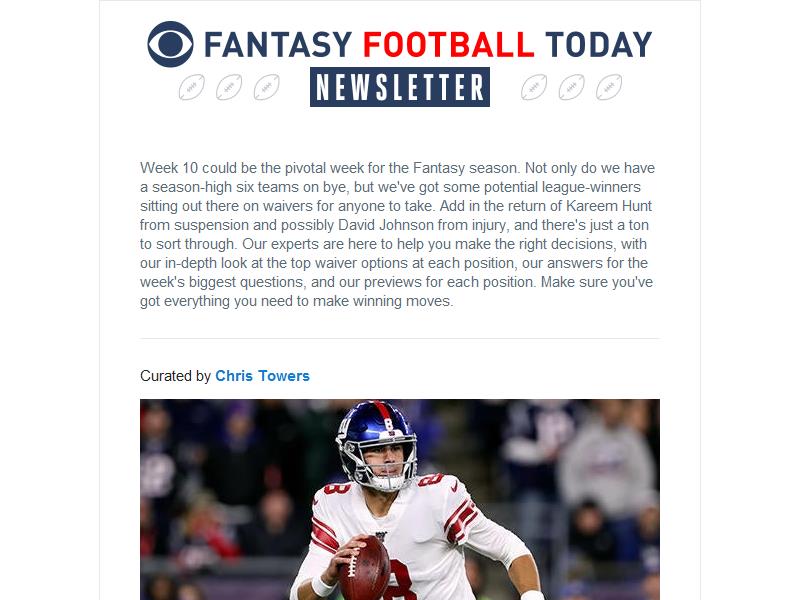 FANTASY FOOTBALL TODAY
NEWSLETTER
Week 10 could be the pivotal week for the Fantasy season. Not only do we have
a season-high six teams on bye, but we've got some potential league-winners
sitting out there on waivers for anyone to take. Add in the return of Kareem Hunt
from suspension and possibly David Johnson from injury, and there's just a ton
to sort through. Our experts are here to help you make the right decisions, with
our in-depth look at the top waiver options at each position, our answers for the
week's biggest questions, and our previews for each position. Make sure you've
got everything you need to make winning moves.
Curated by Chris Towers
8
8
8